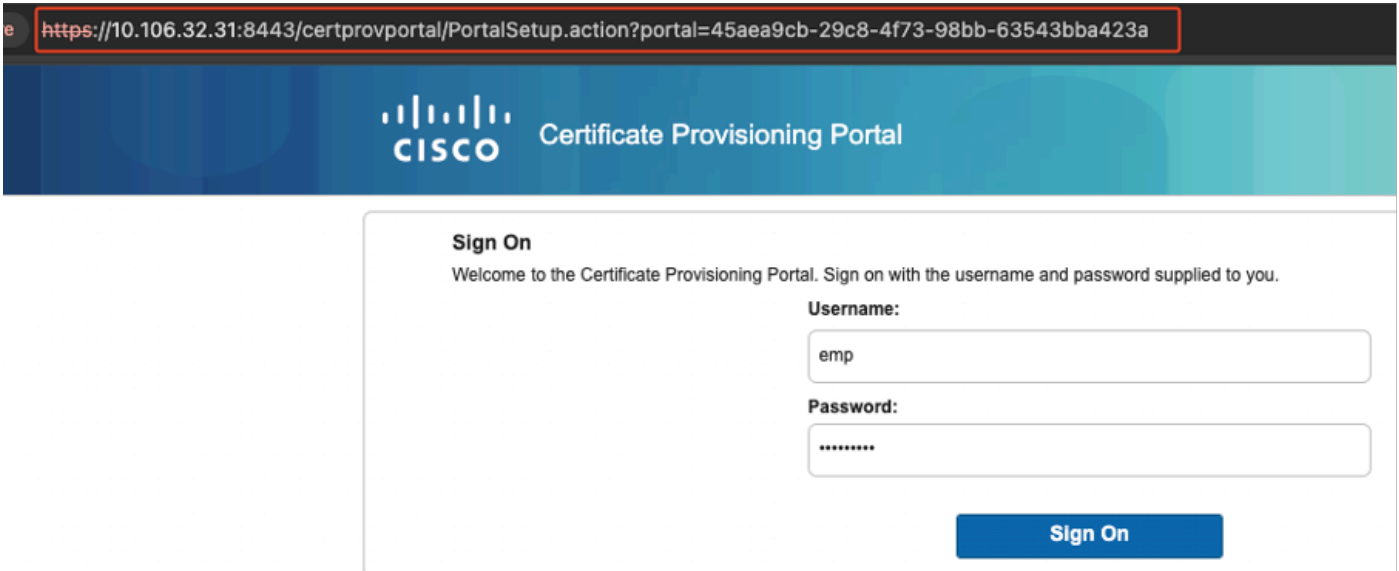 re
https://10.106.32.31:8443/certprovportal/PortalSetup.action?portal=45aea9cb-29c8-4f73-98bb-63543bba423a
CISCO
Certificate Provisioning Portal
Sign On
Welcome to the Certificate Provisioning Portal. Sign on with the username and password supplied to you.
Username:
emp
Password:
•••••••••
Sign On